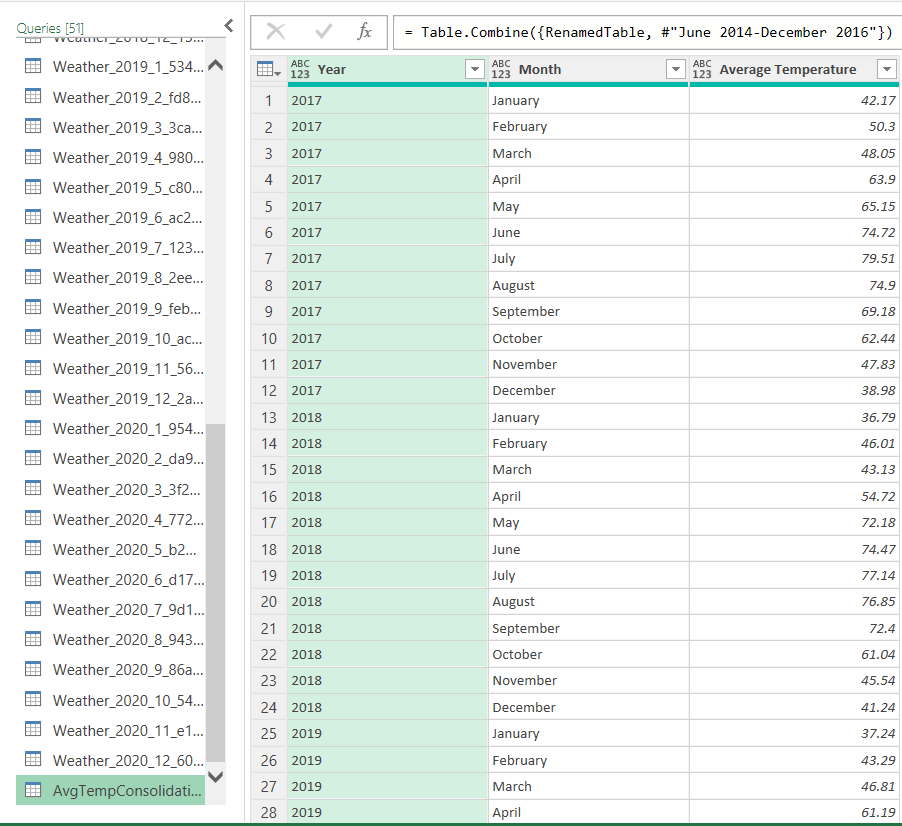 Queries [51]
Weather_2019_1_534...
Weather_2019_2_fd8...
Weather_2019_3_3ca...
Weather_2019_4_980...
Weather_2019_5_c80...
Weather_2019_6_ac2...
Weather_2019_7_123...
Weather_2019_8_2ee...
Weather_2019_9_feb...
Weather_2019_10_ac...
Weather_2019_11_56...
Weather_2019_12_2a...
Weather_2020_1_954...
Weather_2020_2_da9...
Weather_2020_3_3f2...
Weather_2020_4_772...
Weather_2020_5_b2...
Weather_2020_6_d17...
Weather_2020_7_9d1...
Weather_2020_8_943...
Weather_2020_9_86a...
Weather_2020_10_54...
Weather_2020_11_e1...
Weather_2020_12_60...
AvgTempConsolidati...
fx = Table.Combine({RenamedTable, #"June 2014-December 2016"})
ABC 123 Year ABC 123 Month ABC 123 Average Temperature
1 2017 January 42.17
2 2017 February 50.3
3 2017 March 48.05
4 2017 April 63.9
5 2017 May 65.15
6 2017 June 74.72
7 2017 July 79.51
8 2017 August 74.9
9 2017 September 69.18
10 2017 October 62.44
11 2017 November 47.83
12 2017 December 38.98
13 2018 January 36.79
14 2018 February 46.01
15 2018 March 43.13
16 2018 April 54.72
17 2018 May 72.18
18 2018 June 74.47
19 2018 July 77.14
20 2018 August 76.85
21 2018 September 72.4
22 2018 October 61.04
23 2018 November 45.54
24 2018 December 41.24
25 2019 January 37.24
26 2019 February 43.29
27 2019 March 46.81
28 2019 April 61.19